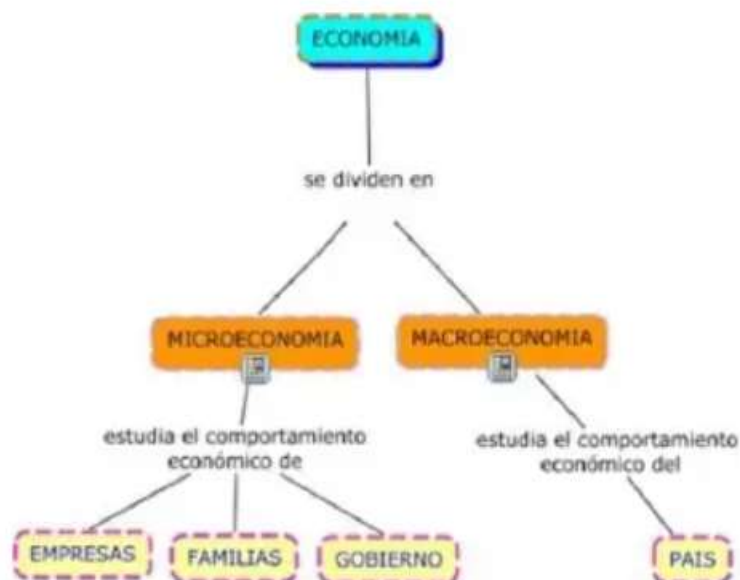 ECONOMIA
se dividen en
MICROECONOMIA
MACROECONOMIA
estudia el comportamiento
económico de
estudia el comportamiento
económico del
EMPRESAS
FAMILIAS
GOBIERNO
PAIS